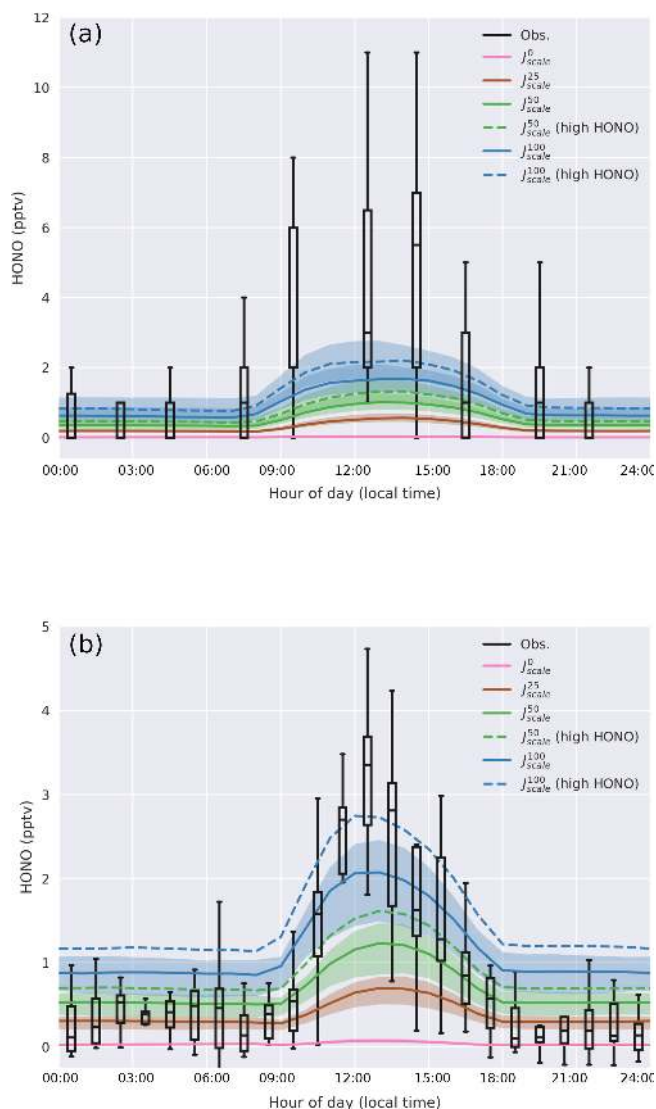 (a)
12
10
8
6
4
2
0
HONO (pptv)
Obs.
J⁰scale
J²⁵scale
J⁵⁰scale
J⁵⁰scale (high HONO)
J¹⁰⁰scale
J¹⁰⁰scale (high HONO)
00:00 03:00 06:00 09:00 12:00 15:00 18:00 21:00 24:00
Hour of day (local time)
(b)
5
4
3
2
1
0
HONO (pptv)
Obs.
J⁰scale
J²⁵scale
J⁵⁰scale
J⁵⁰scale (high HONO)
J¹⁰⁰scale
J¹⁰⁰scale (high HONO)
00:00 03:00 06:00 09:00 12:00 15:00 18:00 21:00 24:00
Hour of day (local time)